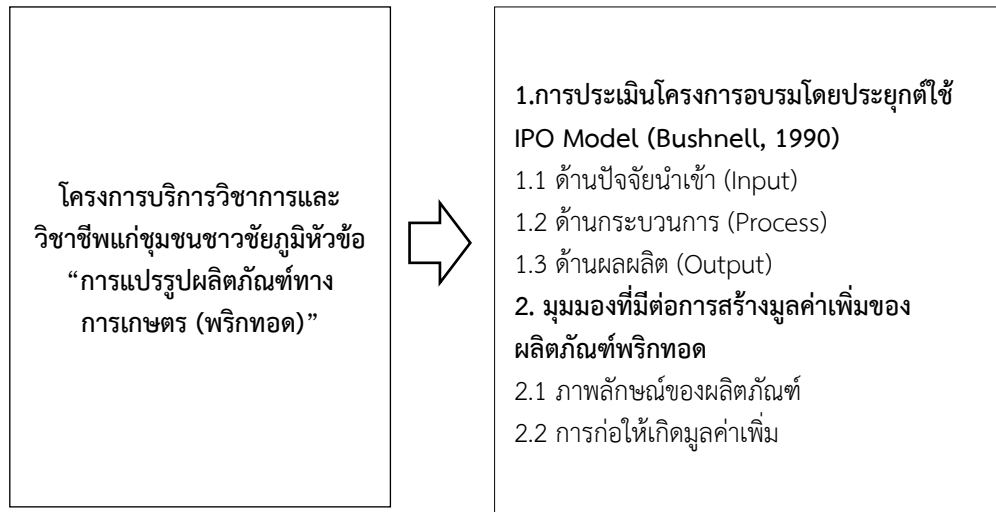 โครงการบริการวิชาการและ
วิชาชีพแก่ชุมชนชาวชัยภูมิหัวข้อ
“การแปรรูปผลิตภัณฑ์ทาง
การเกษตร (พริกทอด)”
1.การประเมินโครงการอบรมโดยประยุกต์ใช้
IPO Model (Bushnell, 1990)
1.1 ด้านปัจจัยนำเข้า (Input)
1.2 ด้านกระบวนการ (Process)
1.3 ด้านผลผลิต (Output)
2. มุมมองที่มีต่อการสร้างมูลค่าเพิ่มของ
ผลิตภัณฑ์พริกทอด
2.1 ภาพลักษณ์ของผลิตภัณฑ์
2.2 การก่อให้เกิดมูลค่าเพิ่ม